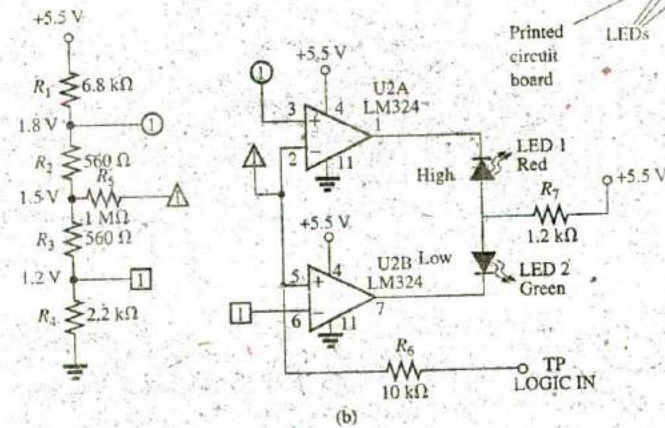 +5.5 V
R1
6.8 kΩ
1.8 V
1
R2
560 Ω
R5
1.5 V
1 MΩ
1
R3
560 Ω
1.2 V
1
R4
2.2 kΩ
Printed
circuit
board
LEDs
1
+5.5 V
3
+
4
U2A
LM324
1
2
−
11
1
High
LED 1
Red
R7
+5.5 V
1.2 kΩ
+5.5 V
Low
5
+
4
U2B
LM324
LED 2
Green
1
6
−
11
7
R6
10 kΩ
TP
LOGIC IN
(b)